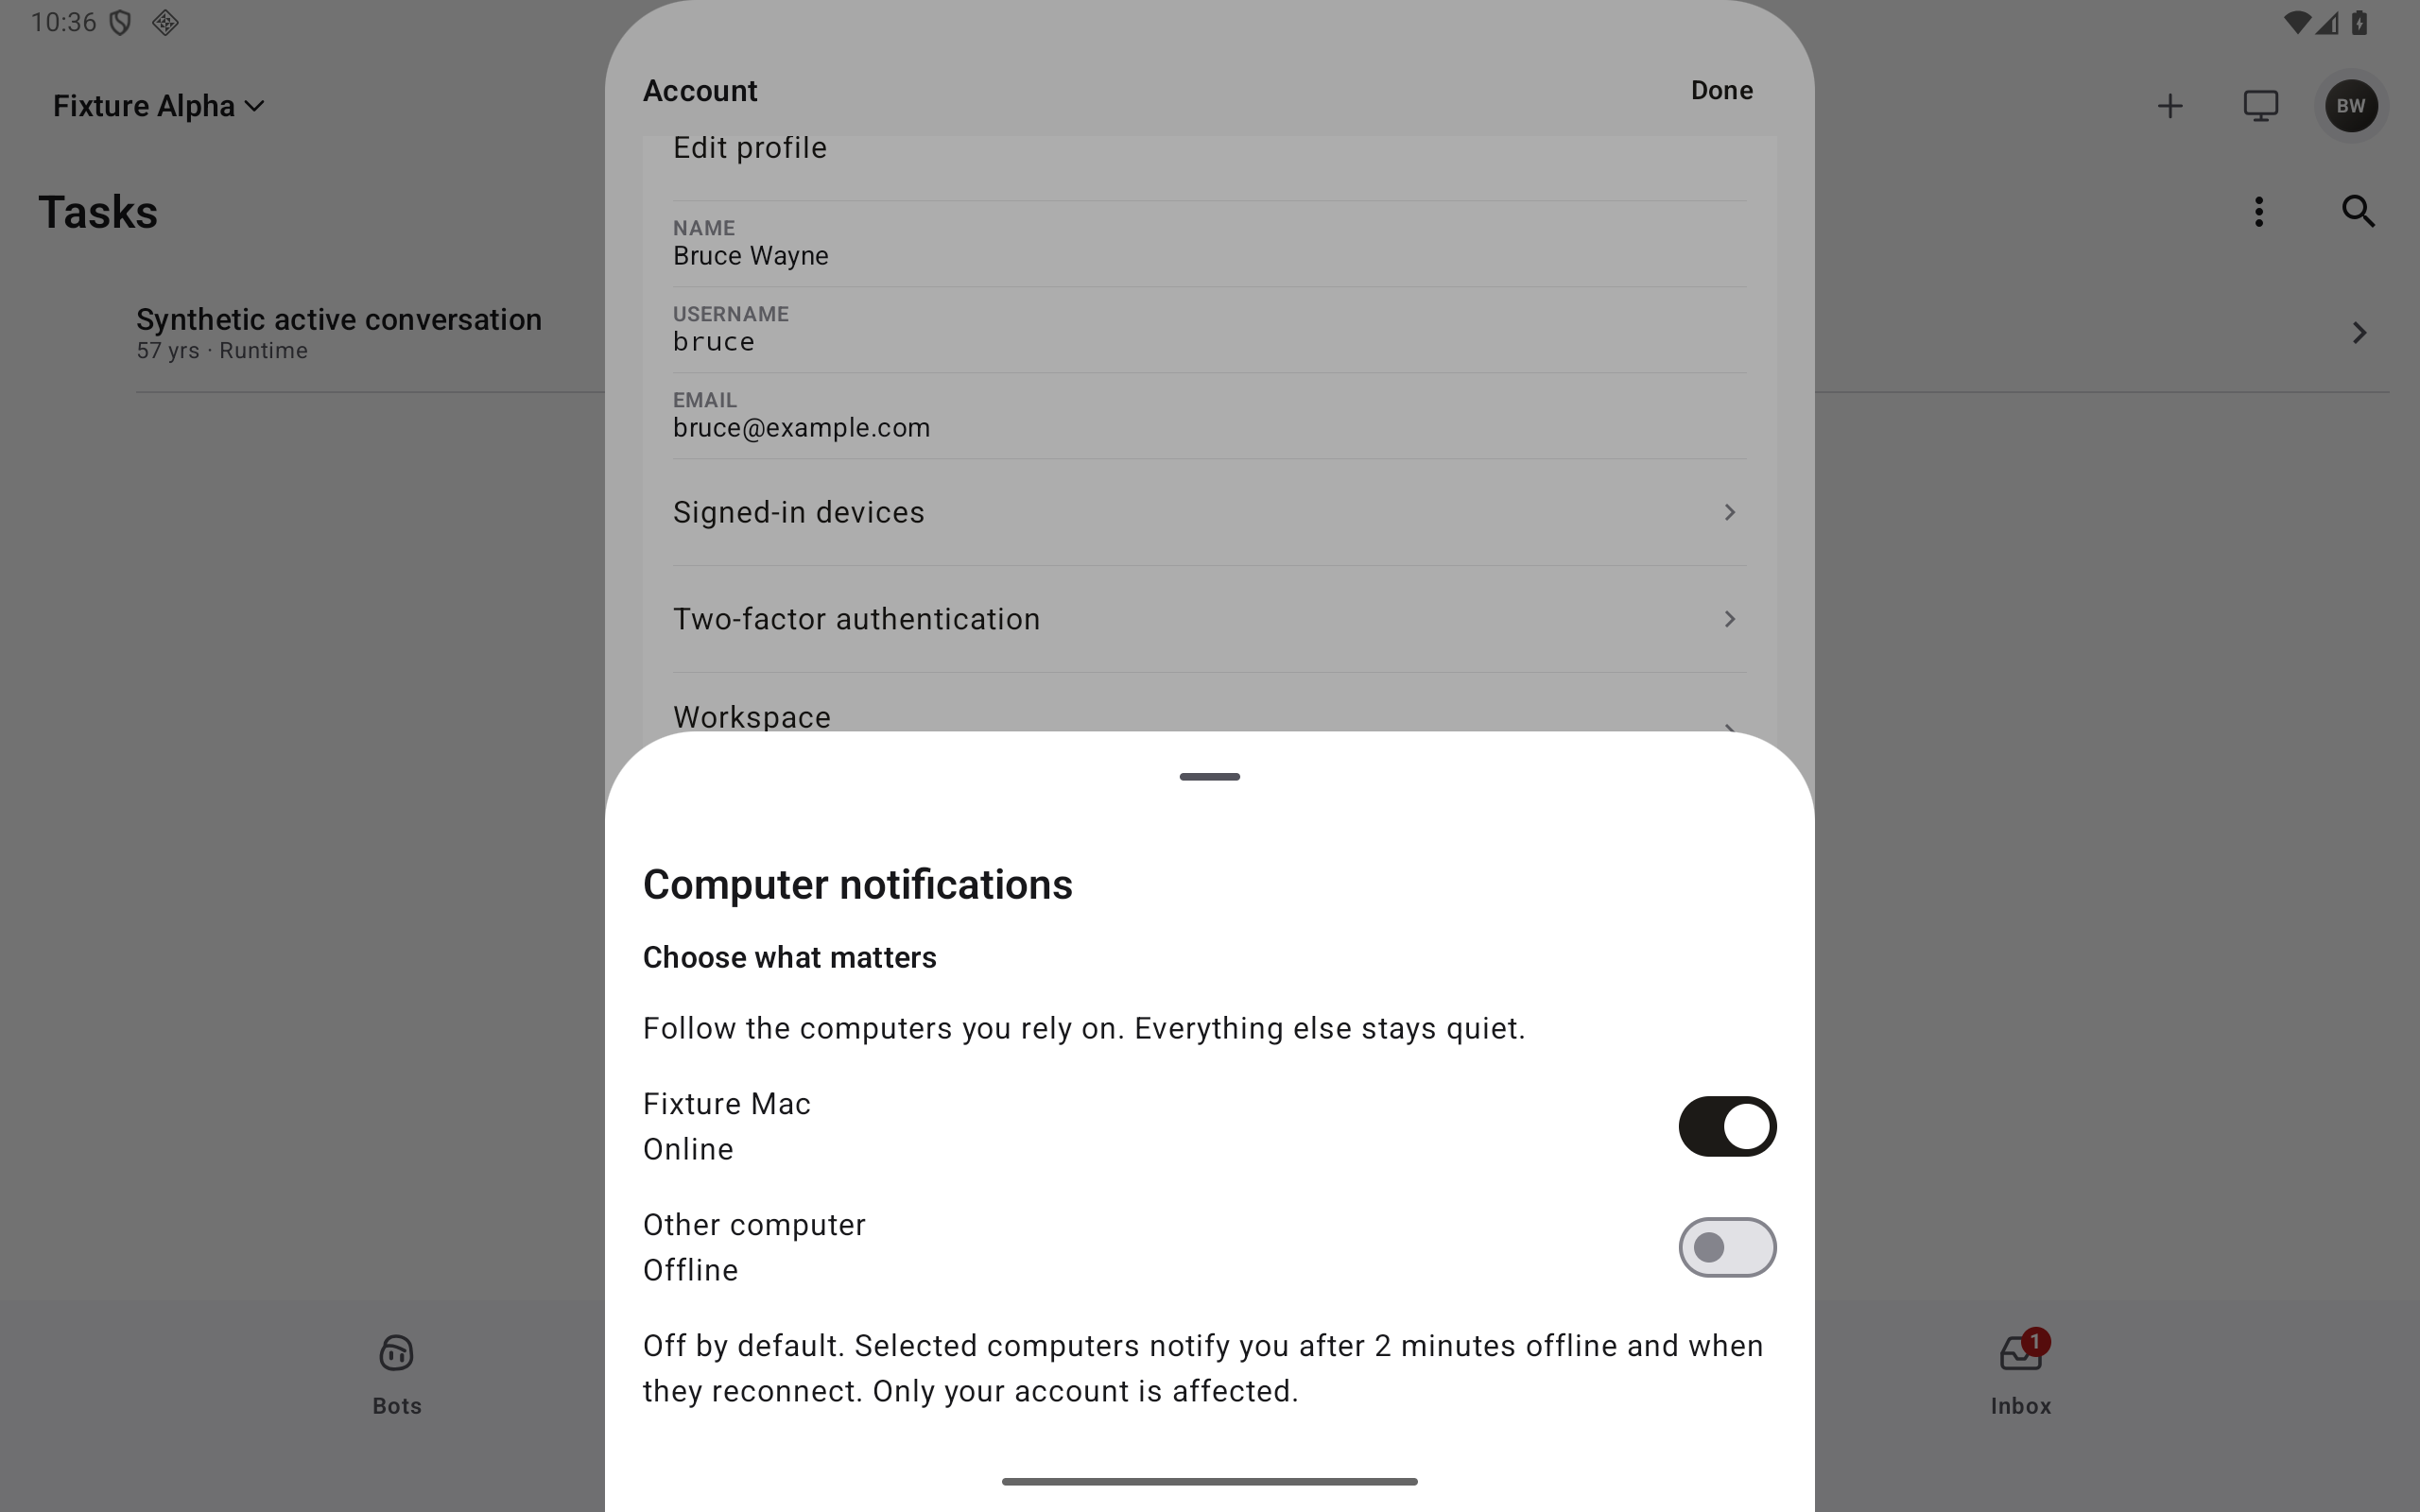 10:36
Fixture Alpha
BW
Tasks
Synthetic active conversation
57 yrs · Runtime
Account
Done
Edit profile
NAME
Bruce Wayne
USERNAME
bruce
EMAIL
bruce@example.com
Signed-in devices
Two-factor authentication
Workspace
Computer notifications
Choose what matters
Follow the computers you rely on. Everything else stays quiet.
Fixture Mac
Online
Other computer
Offline
Off by default. Selected computers notify you after 2 minutes offline and when
they reconnect. Only your account is affected.
Bots
1
Inbox